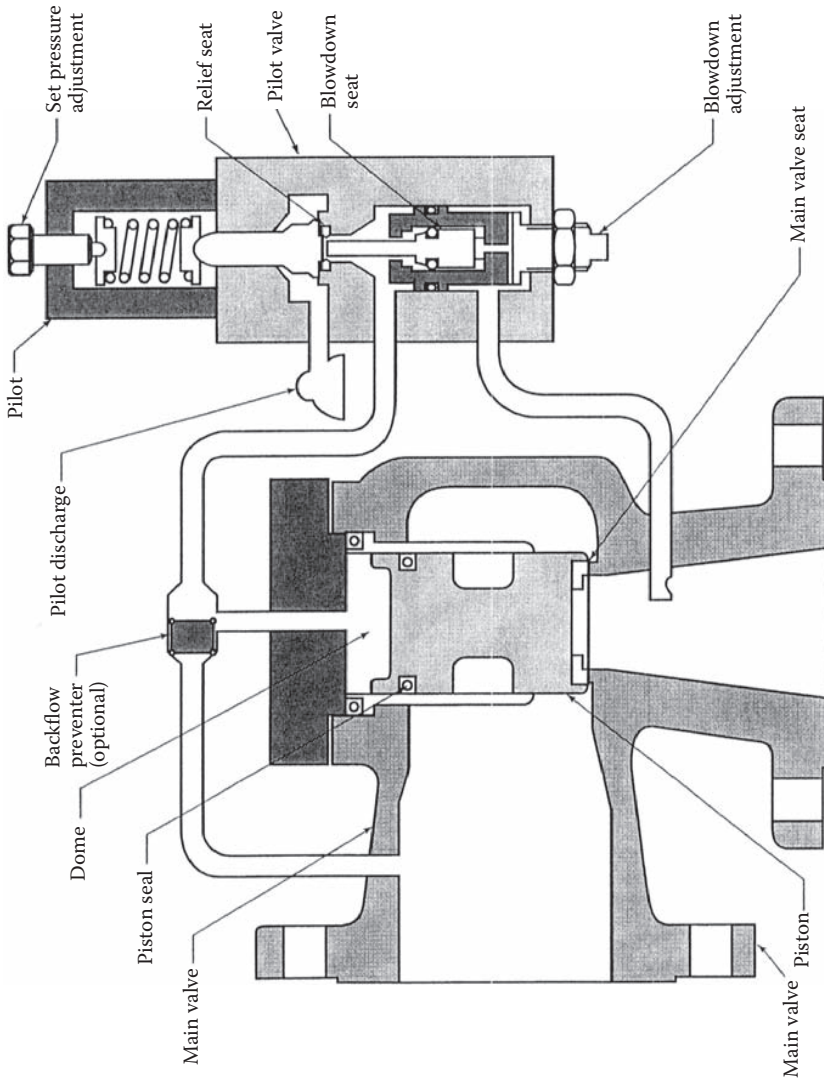 Set pressure
adjustment
Relief seat
Pilot valve
Blowdown
seat
Blowdown
adjustment
Main valve seat
Pilot
Pilot discharge
Backflow
preventer
(optional)
Dome
Piston seal
Main valve
Main valve
Piston